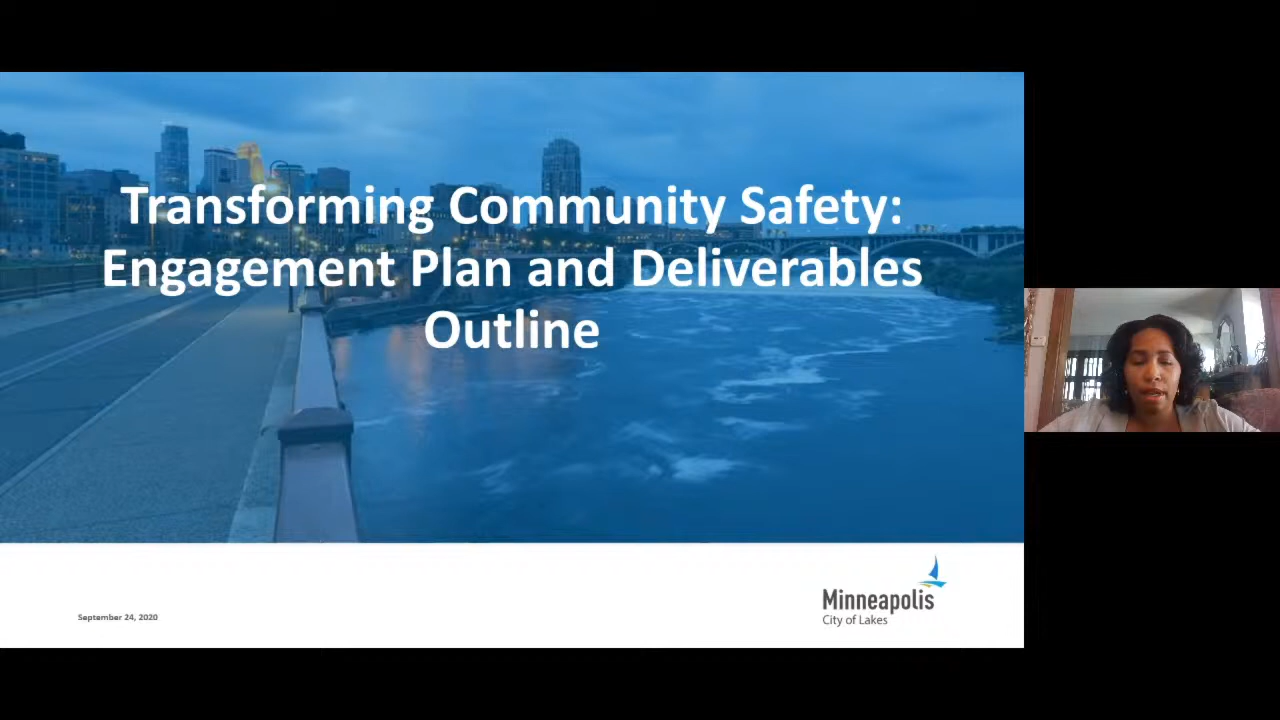 Transforming Community Safety:
Engagement Plan and Deliverables
Outline
September 24, 2020
Minneapolis
City of Lakes